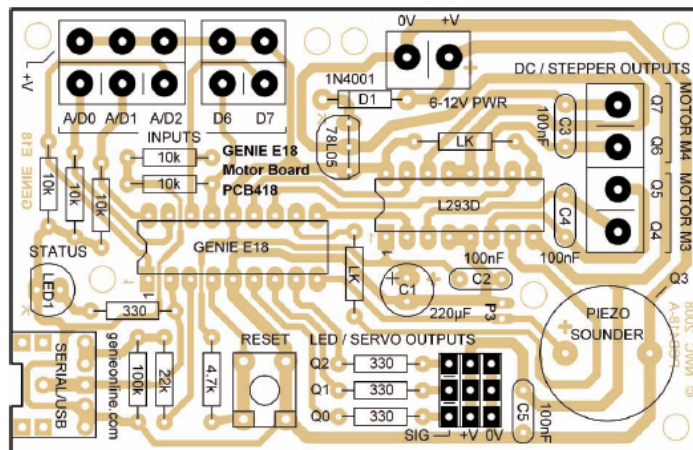 0V +V
+V
1N4001
DC / STEPPER OUTPUTS
A/D0 A/D1 A/D2 D6 D7
D1
6-12V PWR
INPUTS
78L05
100nF
C3
Q7
Q6
MOTOR M4
GENIE E18
10k
GENIE E18
LK
10k
Motor Board
PCB418
10k
10k
10k
L293D
C4
Q5
Q4
MOTOR M3
STATUS
GENIE E18
100nF
100nF
Q3
LED1
LK
C1
C2
1
330
220µF
P3
PIEZO
SOUNDER
SERIAL/USB
genieonline.com
RESET
LED / SERVO OUTPUTS
100k
22k
4.7k
Q2 330
Q1 330
Q0 330
C5
100nF
SIG +V 0V